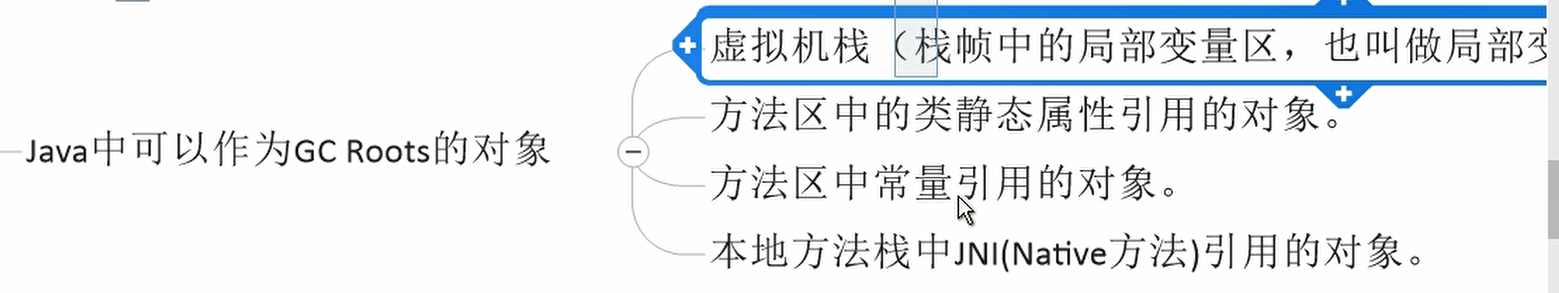 虚拟机栈（栈帧中的局部变量区，也叫做局部变
方法区中的类静态属性引用的对象。
Java中可以作为GC Roots的对象
方法区中常量引用的对象。
本地方法栈中JNI(Native方法)引用的对象。